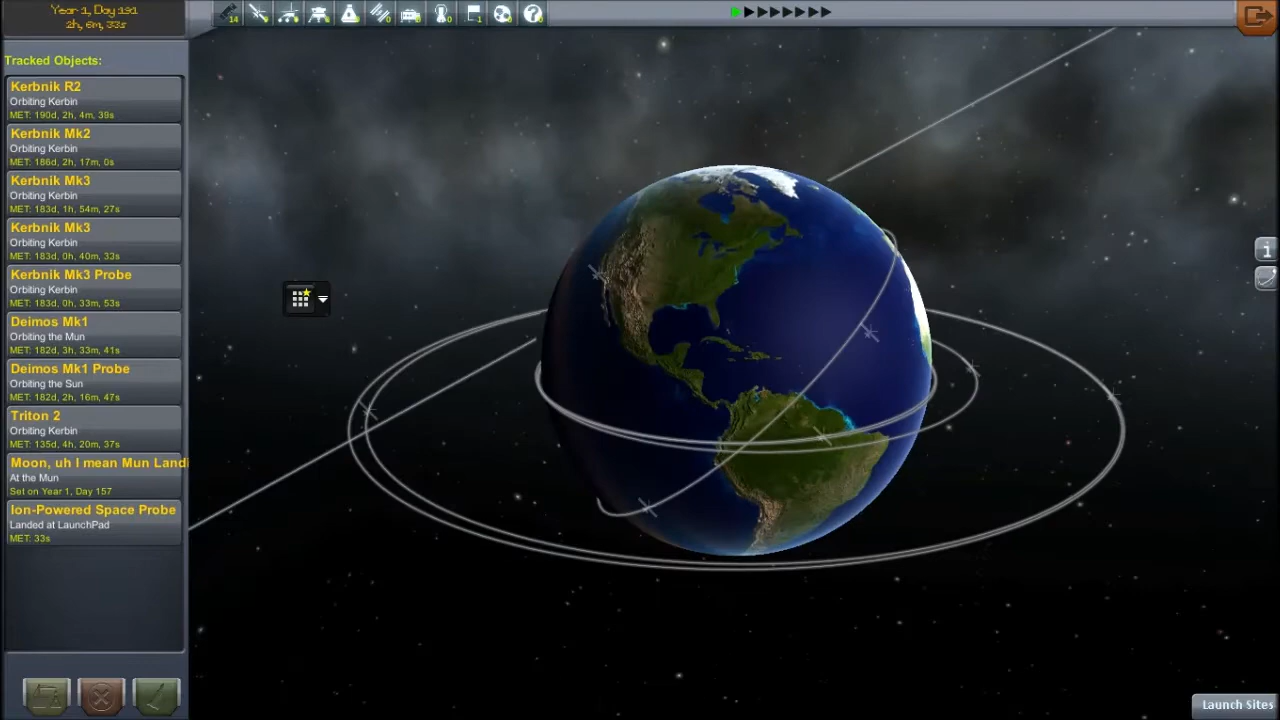 Year 1, Day 191
2h, 6m, 33s
14
1
Tracked Objects:
Kerbnik R2
Orbiting Kerbin
MET: 190d, 2h, 4m, 39s
Kerbnik Mk2
Orbiting Kerbin
MET: 186d, 2h, 17m, 0s
Kerbnik Mk3
Orbiting Kerbin
MET: 183d, 1h, 54m, 27s
Kerbnik Mk3
Orbiting Kerbin
MET: 183d, 0h, 40m, 33s
Kerbnik Mk3 Probe
Orbiting Kerbin
MET: 183d, 0h, 33m, 53s
Deimos Mk1
Orbiting the Mun
MET: 182d, 3h, 33m, 41s
Deimos Mk1 Probe
Orbiting the Sun
MET: 182d, 2h, 16m, 47s
Triton 2
Orbiting Kerbin
MET: 135d, 4h, 20m, 37s
Moon, uh I mean Mun Landi
At the Mun
Set on Year 1, Day 157
Ion-Powered Space Probe
Landed at LaunchPad
MET: 33s
Launch Sites